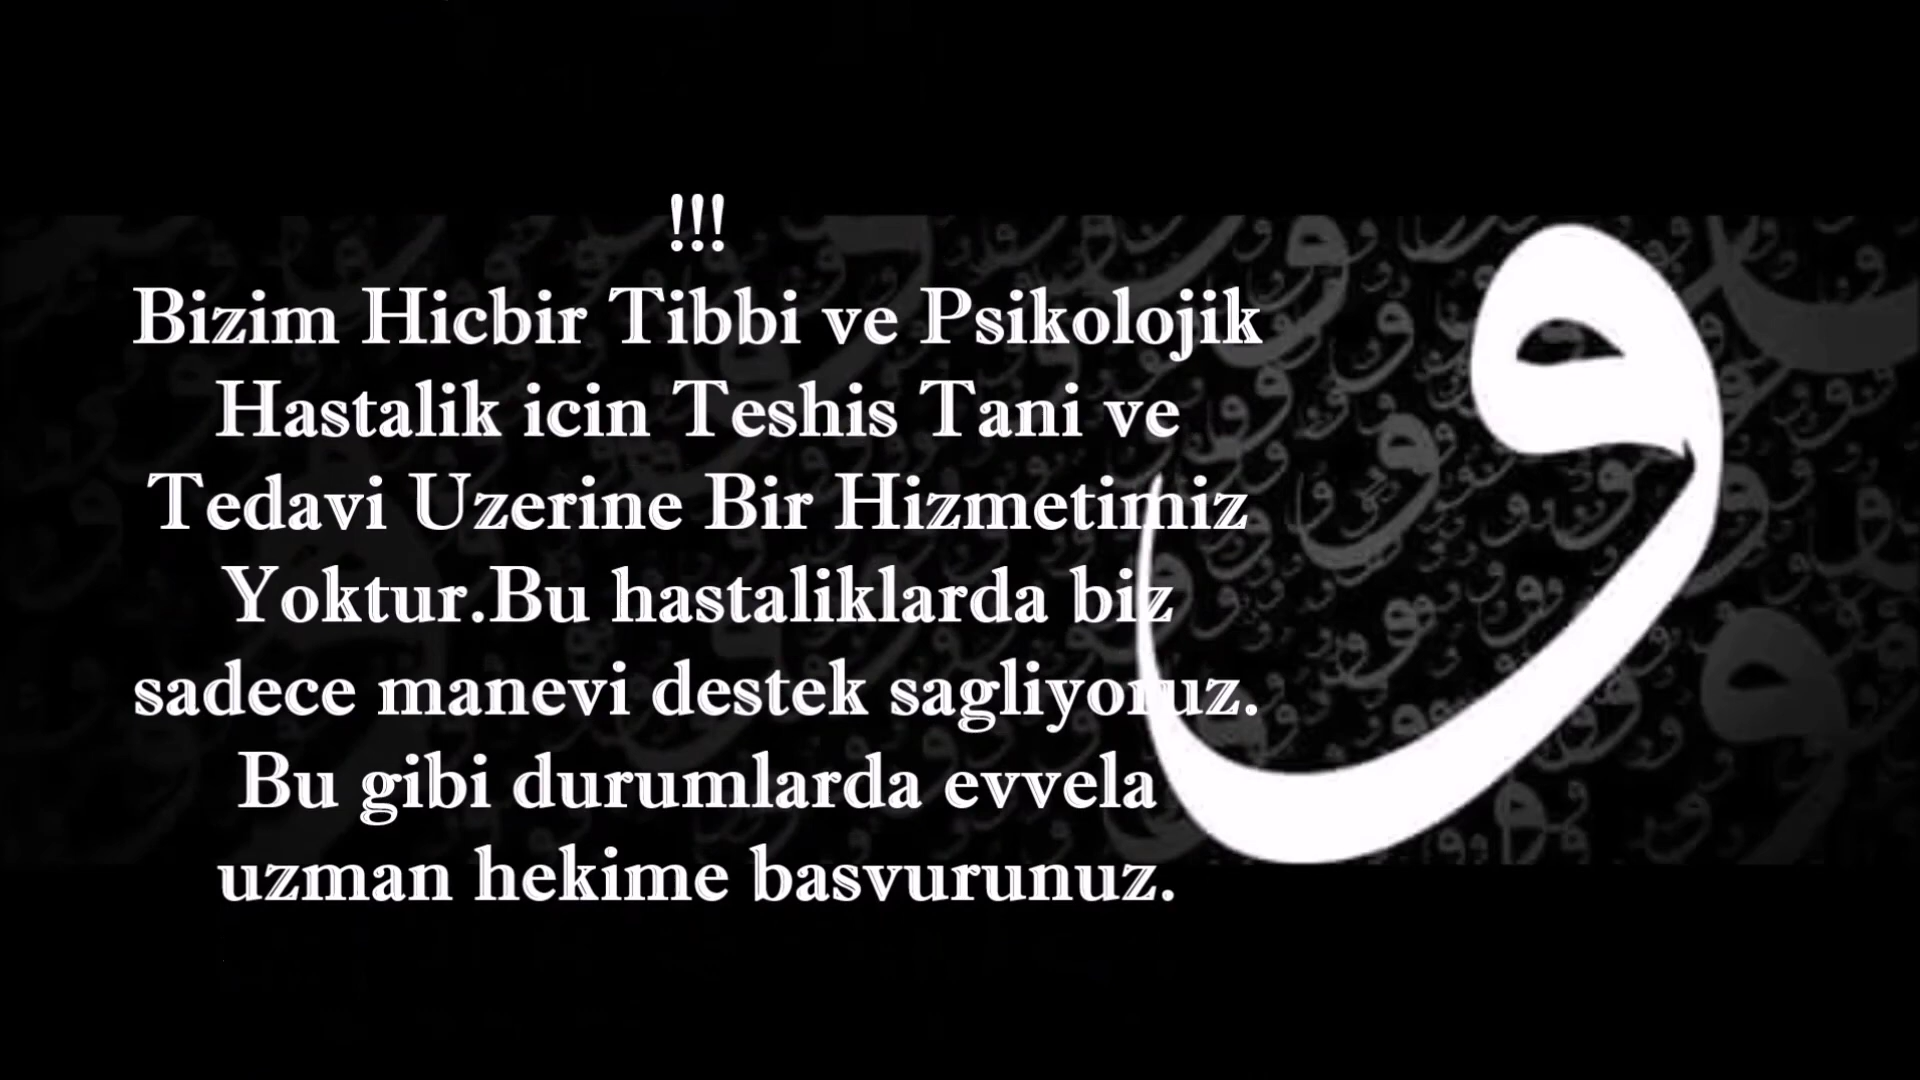 !!!
Bizim Hicbir Tibbi ve Psikolojik
Hastalik icin Teshis Tani ve
Tedavi Uzerine Bir Hizmetimiz
Yoktur.Bu hastaliklarda biz
sadece manevi destek sagliyoruz.
Bu gibi durumlarda evvela
uzman hekime basvurunuz.
و